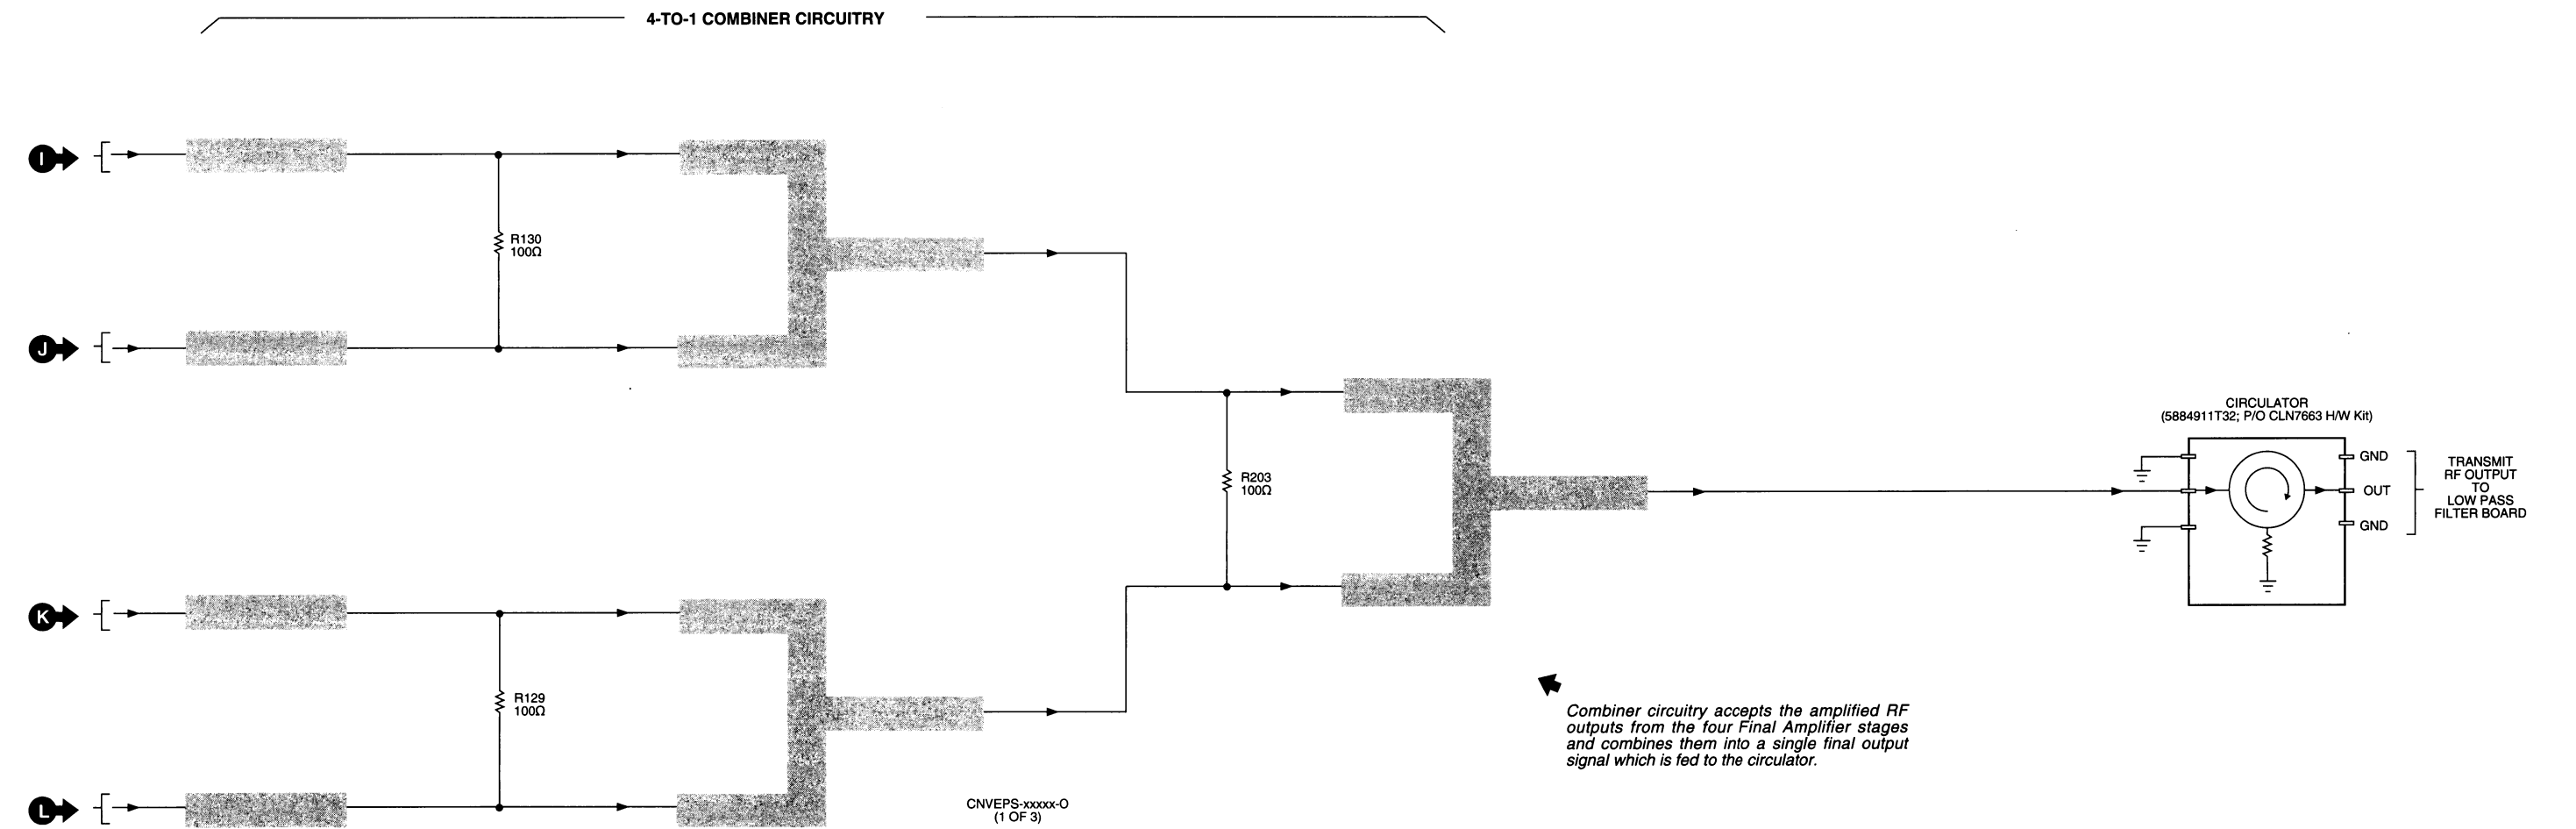 4-TO-1 COMBINER CIRCUITRY
I
R130
100Ω
J
R203
100Ω
CIRCULATOR
(5884911T32; P/O CLN7663 H/W Kit)
GND
OUT
GND
TRANSMIT
RF OUTPUT
TO
LOW PASS
FILTER BOARD
K
R129
100Ω
L
Combiner circuitry accepts the amplified RF
outputs from the four Final Amplifier stages
and combines them into a single final output
signal which is fed to the circulator.
CNVEPS-xxxxx-O
(1 OF 3)